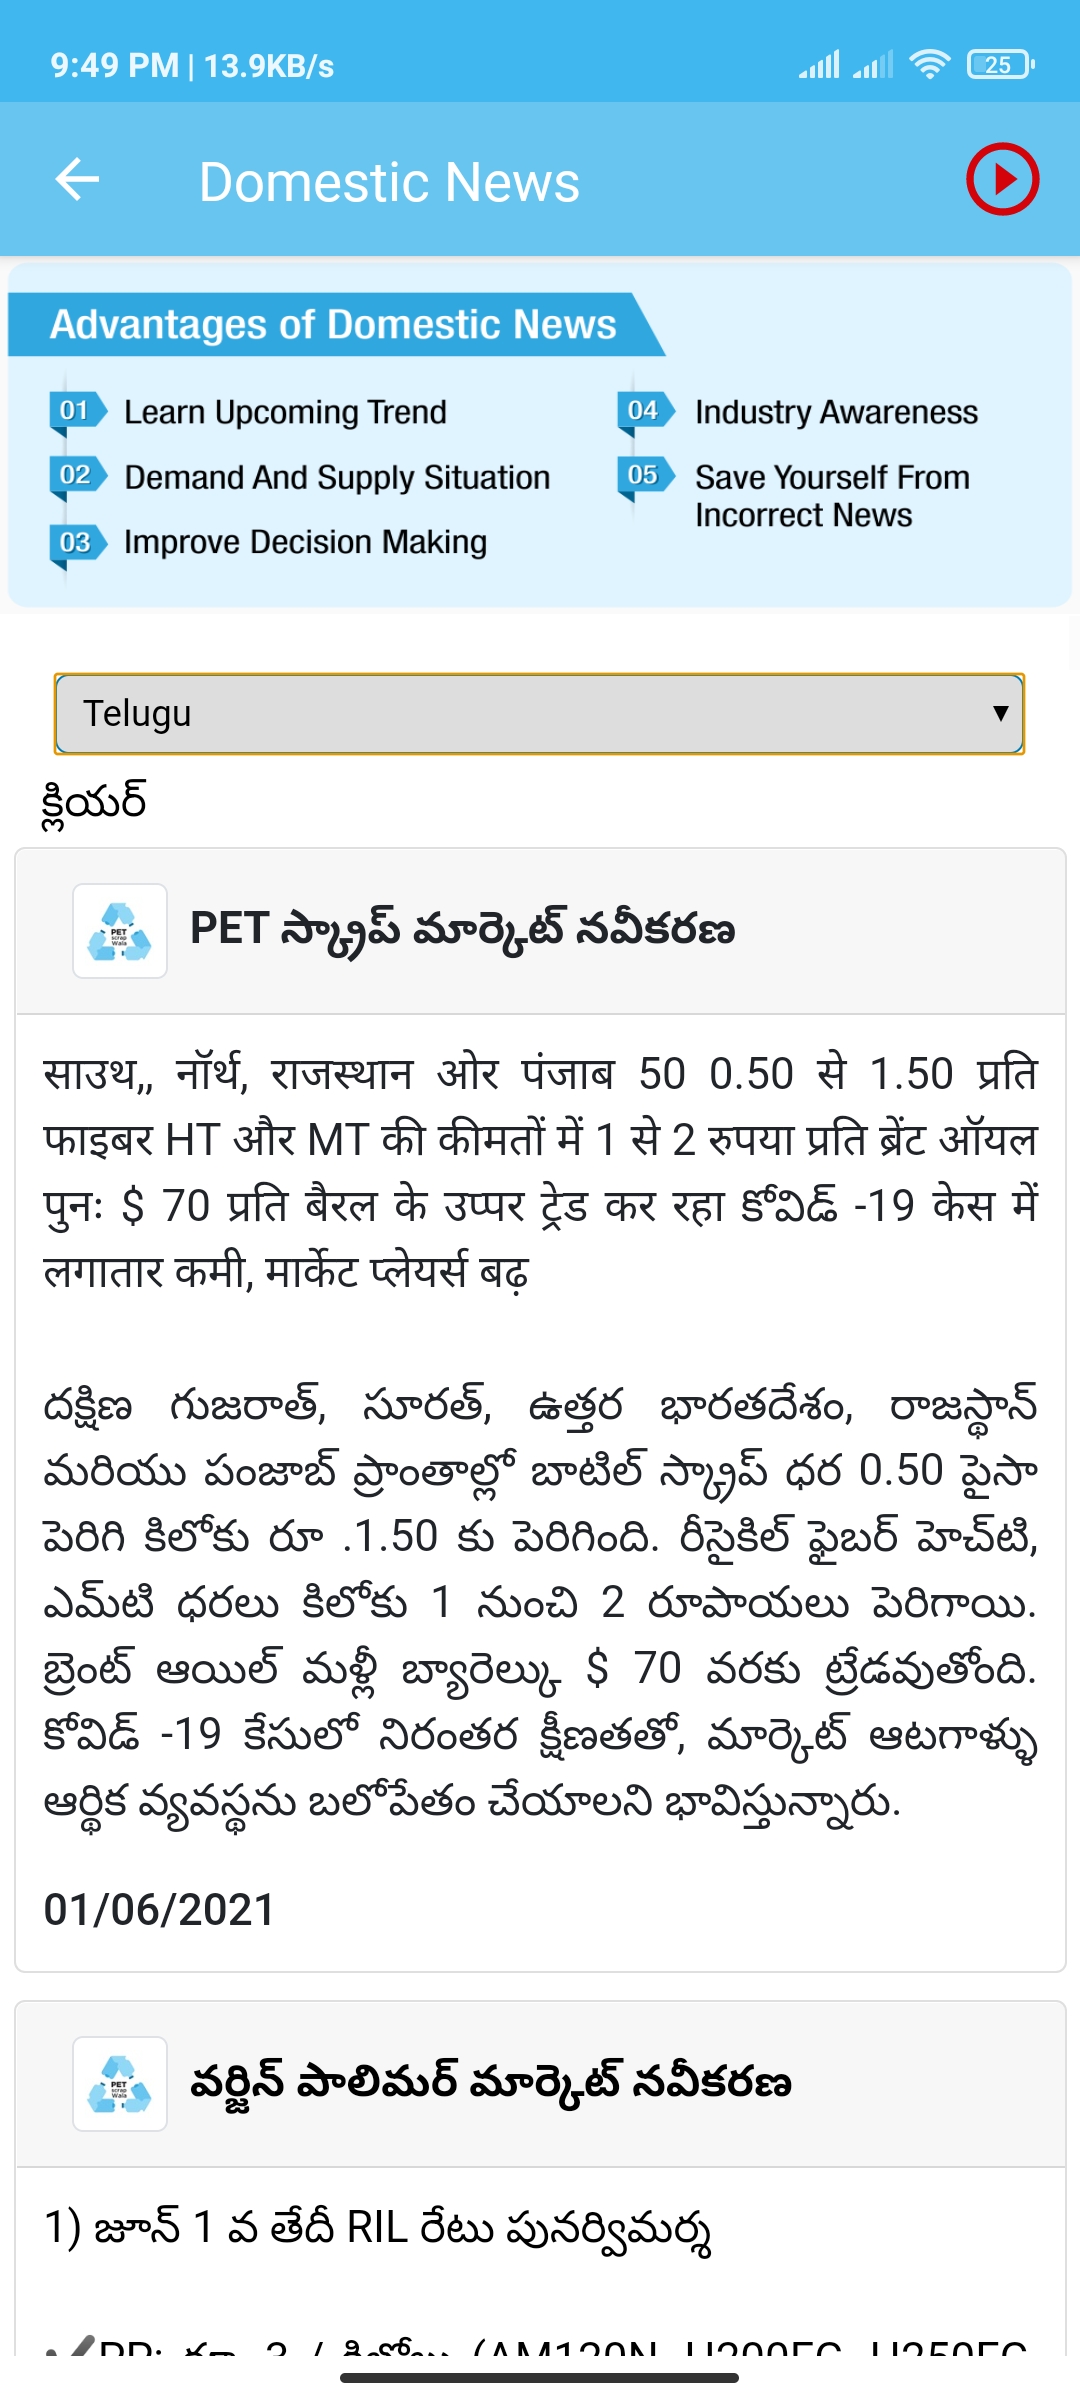 9:49 PM | 13.9KB/s
25
Domestic News
Advantages of Domestic News
01 Learn Upcoming Trend
02 Demand And Supply Situation
03 Improve Decision Making
04 Industry Awareness
05 Save Yourself From
Incorrect News
Telugu
క్లియర్
PET scrap Wala
PET స్క్రాప్ మార్కెట్ నవీకరణ
साउथ,, नॉर्थ, राजस्थान ओर पंजाब 50 0.50 से 1.50 प्रति
फाइबर HT और MT की कीमतों में 1 से 2 रुपया प्रति ब्रेंट ऑयल
पुनः $ 70 प्रति बैरल के उप्पर ट्रेड कर रहा కోవిడ్ -19 केस में
लगातार कमी, मार्केट प्लेयर्स बढ़
దక్షిణ గుజరాత్, సూరత్, ఉత్తర భారతదేశం, రాజస్థాన్
మరియు పంజాబ్ ప్రాంతాల్లో బాటిల్ స్క్రాప్ ధర 0.50 పైసా
పెరిగి కిలోకు రూ .1.50 కు పెరిగింది. రీసైకిల్ ఫైబర్ హెచ్‌టి,
ఎమ్‌టి ధరలు కిలోకు 1 నుంచి 2 రూపాయలు పెరిగాయి.
బ్రెంట్ ఆయిల్ మళ్లీ బ్యారెల్కు $ 70 వరకు ట్రేడవుతోంది.
కోవిడ్ -19 కేసులో నిరంతర క్షీణతతో, మార్కెట్ ఆటగాళ్ళు
ఆర్థిక వ్యవస్థను బలోపేతం చేయాలని భావిస్తున్నారు.
01/06/2021
PET scrap Wala
వర్జిన్ పాలిమర్ మార్కెట్ నవీకరణ
1) జూన్ 1 వ తేదీ RIL రేటు పునర్విమర్శ